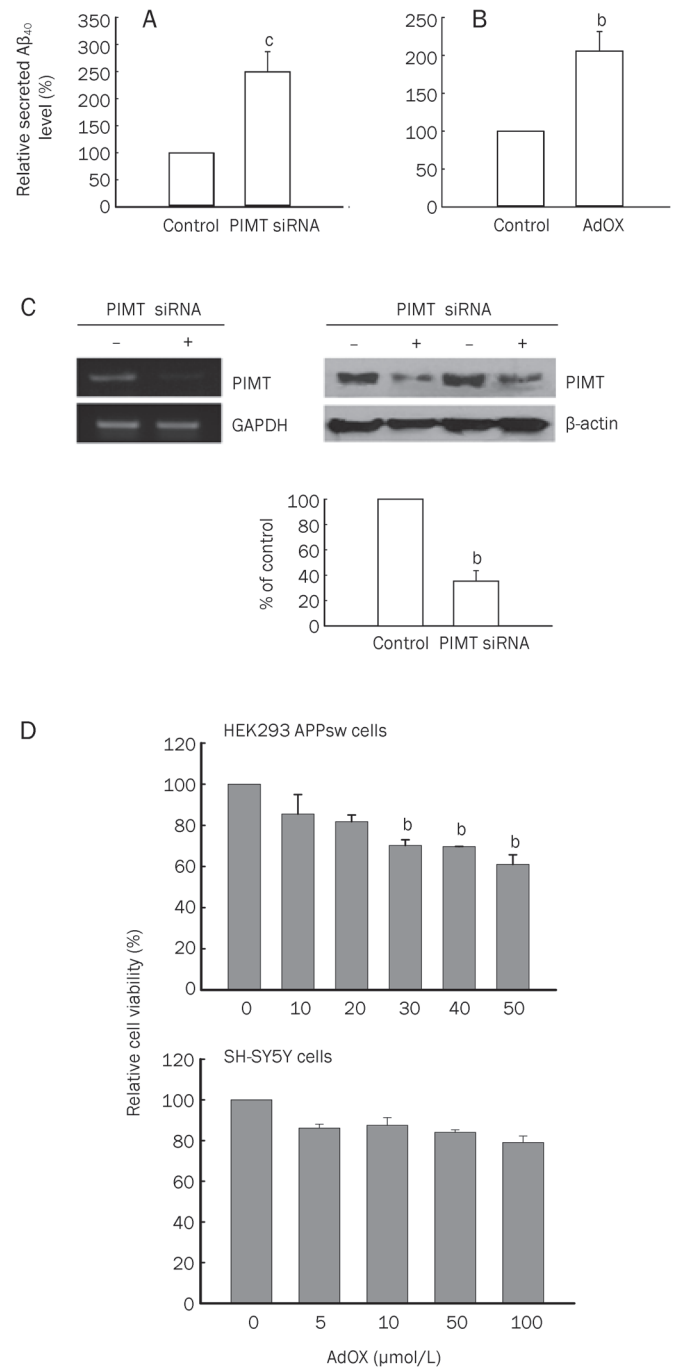 A
Relative secreted Aβ40
level (%)
350
300
250
200
150
100
50
0
c
Control PIMT siRNA
B
250
200
150
100
50
0
b
Control AdOX
C
PIMT siRNA
– +
PIMT
GAPDH
PIMT siRNA
– + – +
PIMT
β-actin
% of control
100
80
60
40
20
0
b
Control PIMT siRNA
D
Relative cell viability (%)
HEK293 APPsw cells
120
100
80
60
40
20
0
b b b
0 10 20 30 40 50
SH-SY5Y cells
120
100
80
60
40
20
0
0 5 10 50 100
AdOX (μmol/L)